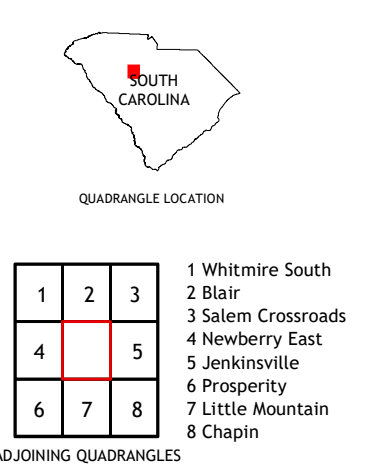 SOUTH
CAROLINA
QUADRANGLE LOCATION
1 2 3
4 5
6 7 8
1 Whitmire South
2 Blair
3 Salem Crossroads
4 Newberry East
5 Jenkinsville
6 Prosperity
7 Little Mountain
8 Chapin
ADJOINING QUADRANGLES